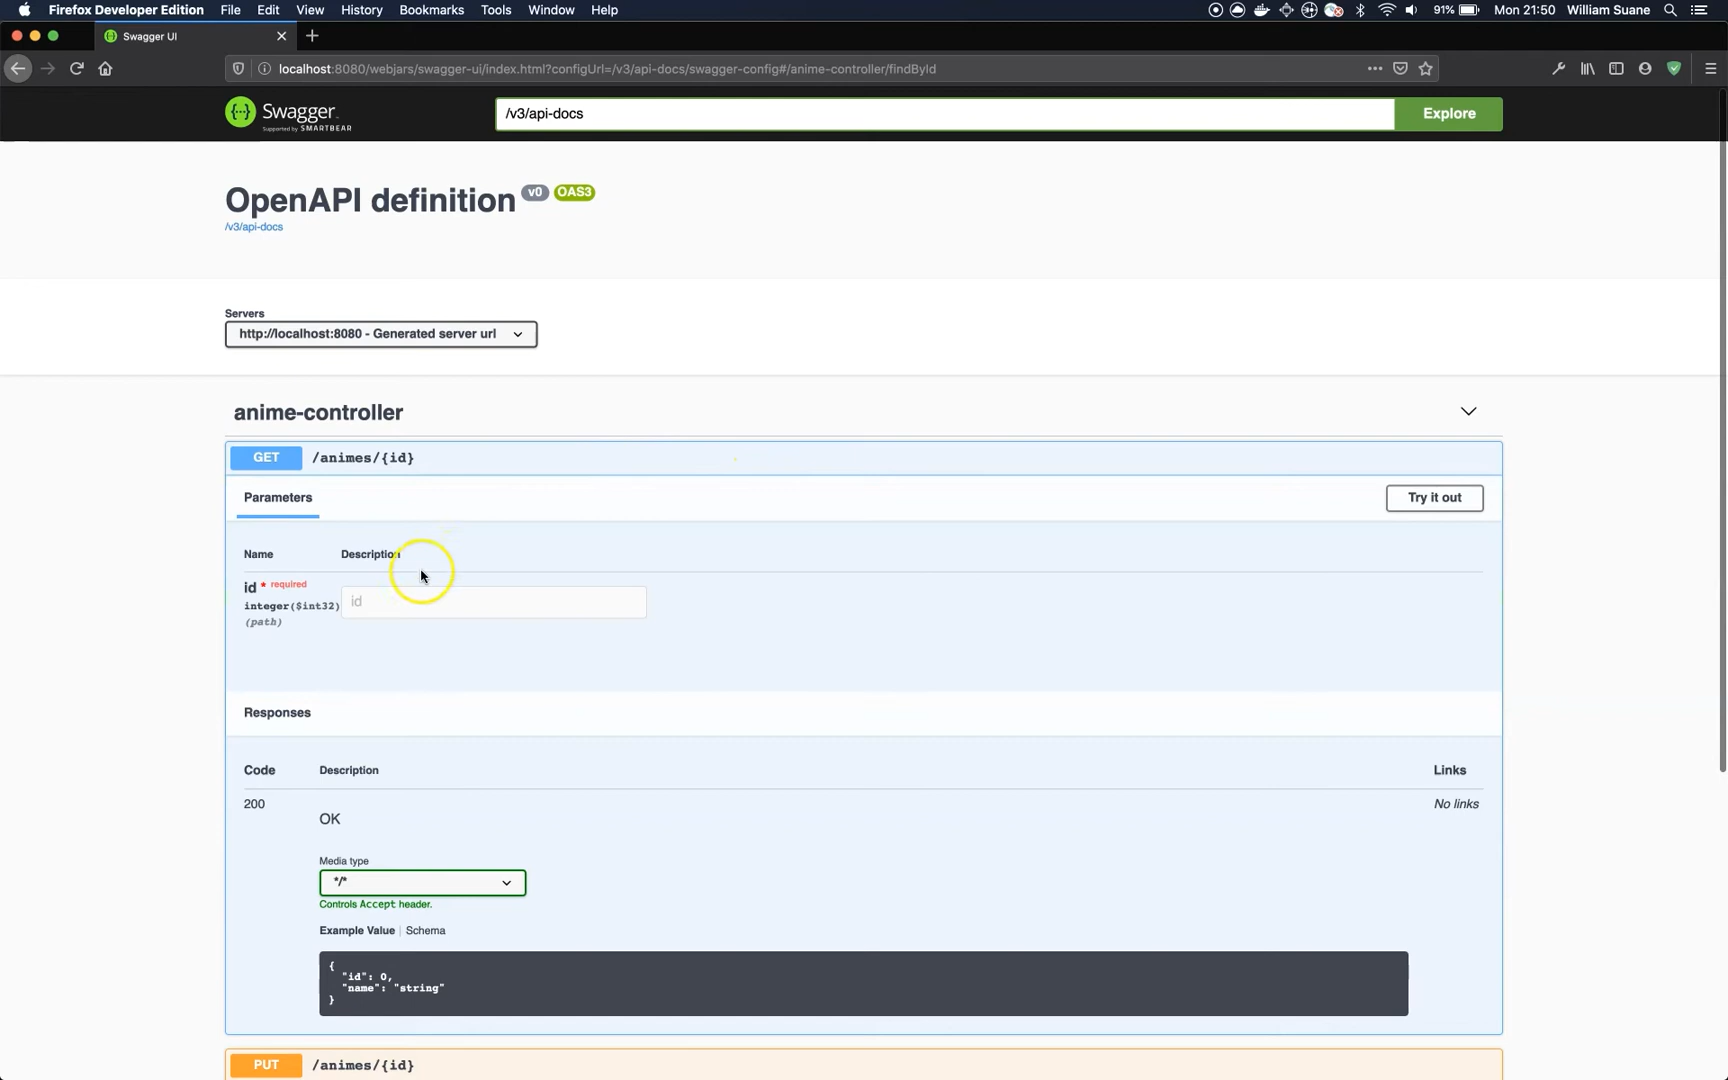 Firefox Developer Edition File Edit View History Bookmarks Tools Window Help 91% Mon 21:50 William Suane
Swagger UI
localhost:8080/webjars/swagger-ui/index.html?configUrl=/v3/api-docs/swagger-config#/anime-controller/findById
Swagger
Supported by SMARTBEAR
/v3/api-docs
Explore
OpenAPI definition v0 OAS3
/v3/api-docs
Servers
http://localhost:8080 - Generated server url
anime-controller
GET /animes/{id}
Parameters
Try it out
Name Description
id * required
integer($int32)
(path)
id
Responses
Code Description Links
200 No links
OK
Media type
*/*
Controls Accept header.
Example Value | Schema
{
"id": 0,
"name": "string"
}
PUT /animes/{id}